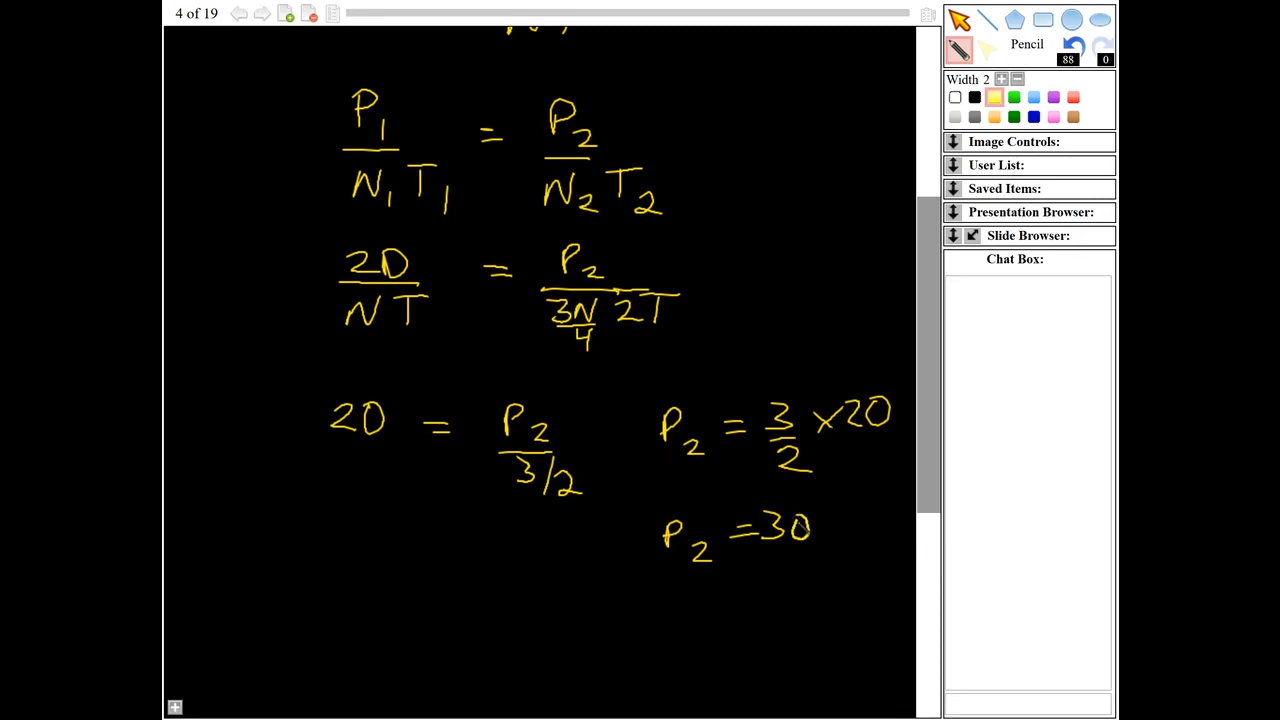 4 of 19
P1 = P2
N1 T1 N2 T2
20 = P2
N T 3N/4 2T
20 = P2 P2 = 3 × 20
3/2 2
P2 = 30
Pencil
88 0
Width 2
Image Controls:
User List:
Saved Items:
Presentation Browser:
Slide Browser:
Chat Box: